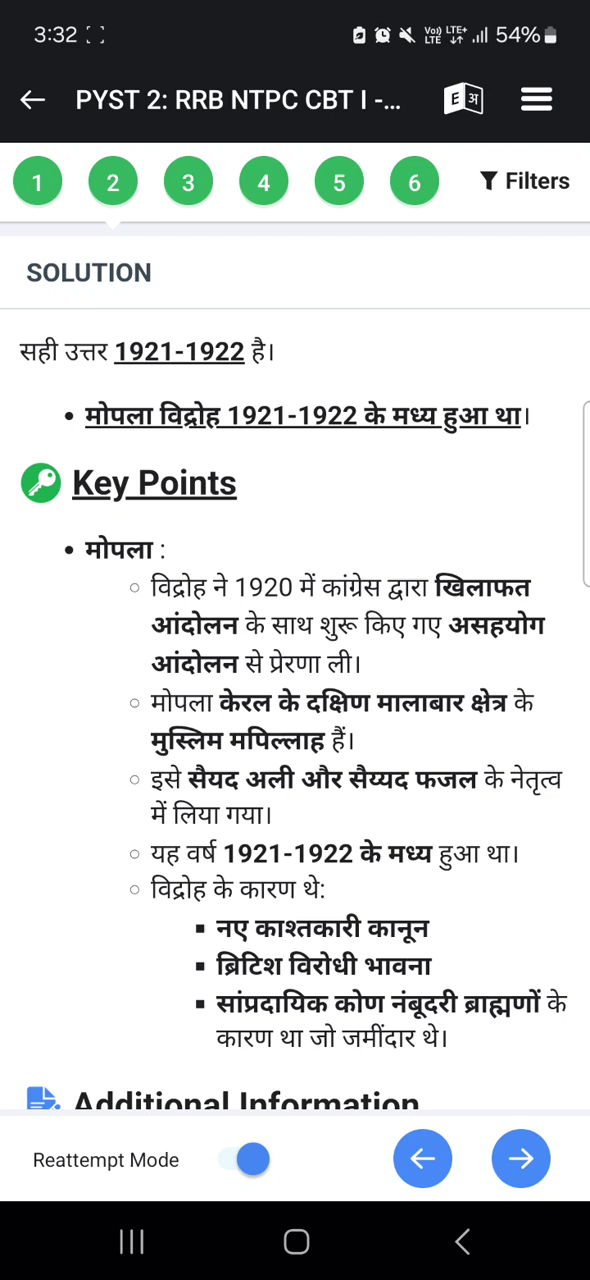 3:32
Vo)) LTE+
LTE
54%
PYST 2: RRB NTPC CBT I -...
E अ
1 2 3 4 5 6 Filters
SOLUTION
सही उत्तर 1921-1922 है।
• मोपला विद्रोह 1921-1922 के मध्य हुआ था।
Key Points
• मोपला :
○ विद्रोह ने 1920 में कांग्रेस द्वारा खिलाफत
आंदोलन के साथ शुरू किए गए असहयोग
आंदोलन से प्रेरणा ली।
○ मोपला केरल के दक्षिण मालाबार क्षेत्र के
मुस्लिम मपिल्लाह हैं।
○ इसे सैयद अली और सैय्यद फजल के नेतृत्व
में लिया गया।
○ यह वर्ष 1921-1922 के मध्य हुआ था।
○ विद्रोह के कारण थे:
▪ नए काश्तकारी कानून
▪ ब्रिटिश विरोधी भावना
▪ सांप्रदायिक कोण नंबूदरी ब्राह्मणों के
कारण था जो जमींदार थे।
Additional Information
Reattempt Mode